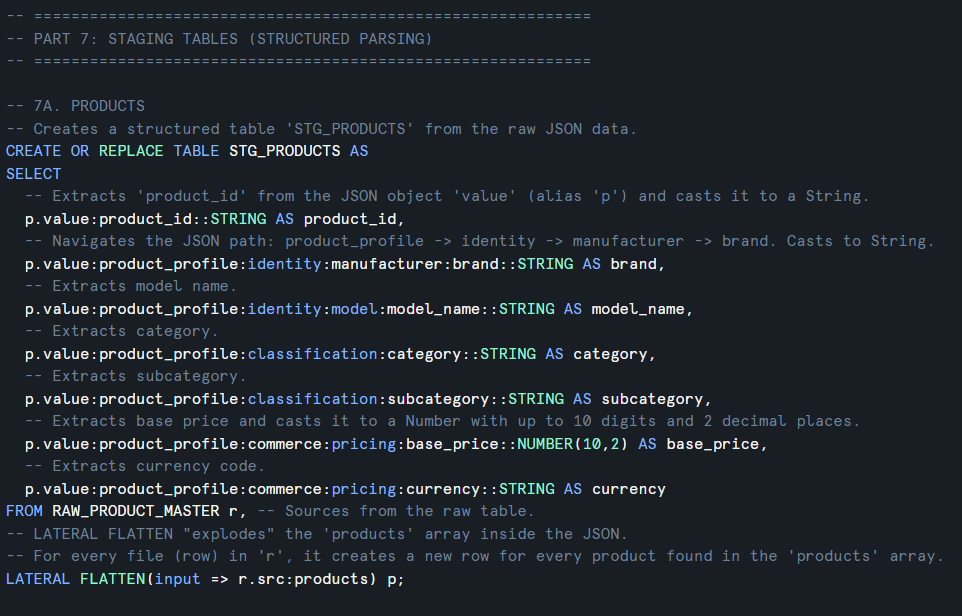 -- ============================================================
-- PART 7: STAGING TABLES (STRUCTURED PARSING)
-- ============================================================
-- 7A. PRODUCTS
-- Creates a structured table 'STG_PRODUCTS' from the raw JSON data.
CREATE OR REPLACE TABLE STG_PRODUCTS AS
SELECT
  -- Extracts 'product_id' from the JSON object 'value' (alias 'p') and casts it to a String.
  p.value:product_id::STRING AS product_id,
  -- Navigates the JSON path: product_profile -> identity -> manufacturer -> brand. Casts to String.
  p.value:product_profile:identity:manufacturer:brand::STRING AS brand,
  -- Extracts model name.
  p.value:product_profile:identity:model:model_name::STRING AS model_name,
  -- Extracts category.
  p.value:product_profile:classification:category::STRING AS category,
  -- Extracts subcategory.
  p.value:product_profile:classification:subcategory::STRING AS subcategory,
  -- Extracts base price and casts it to a Number with up to 10 digits and 2 decimal places.
  p.value:product_profile:commerce:pricing:base_price::NUMBER(10,2) AS base_price,
  -- Extracts currency code.
  p.value:product_profile:commerce:pricing:currency::STRING AS currency
FROM RAW_PRODUCT_MASTER r, -- Sources from the raw table.
-- LATERAL FLATTEN "explodes" the 'products' array inside the JSON.
-- For every file (row) in 'r', it creates a new row for every product found in the 'products' array.
LATERAL FLATTEN(input => r.src:products) p;